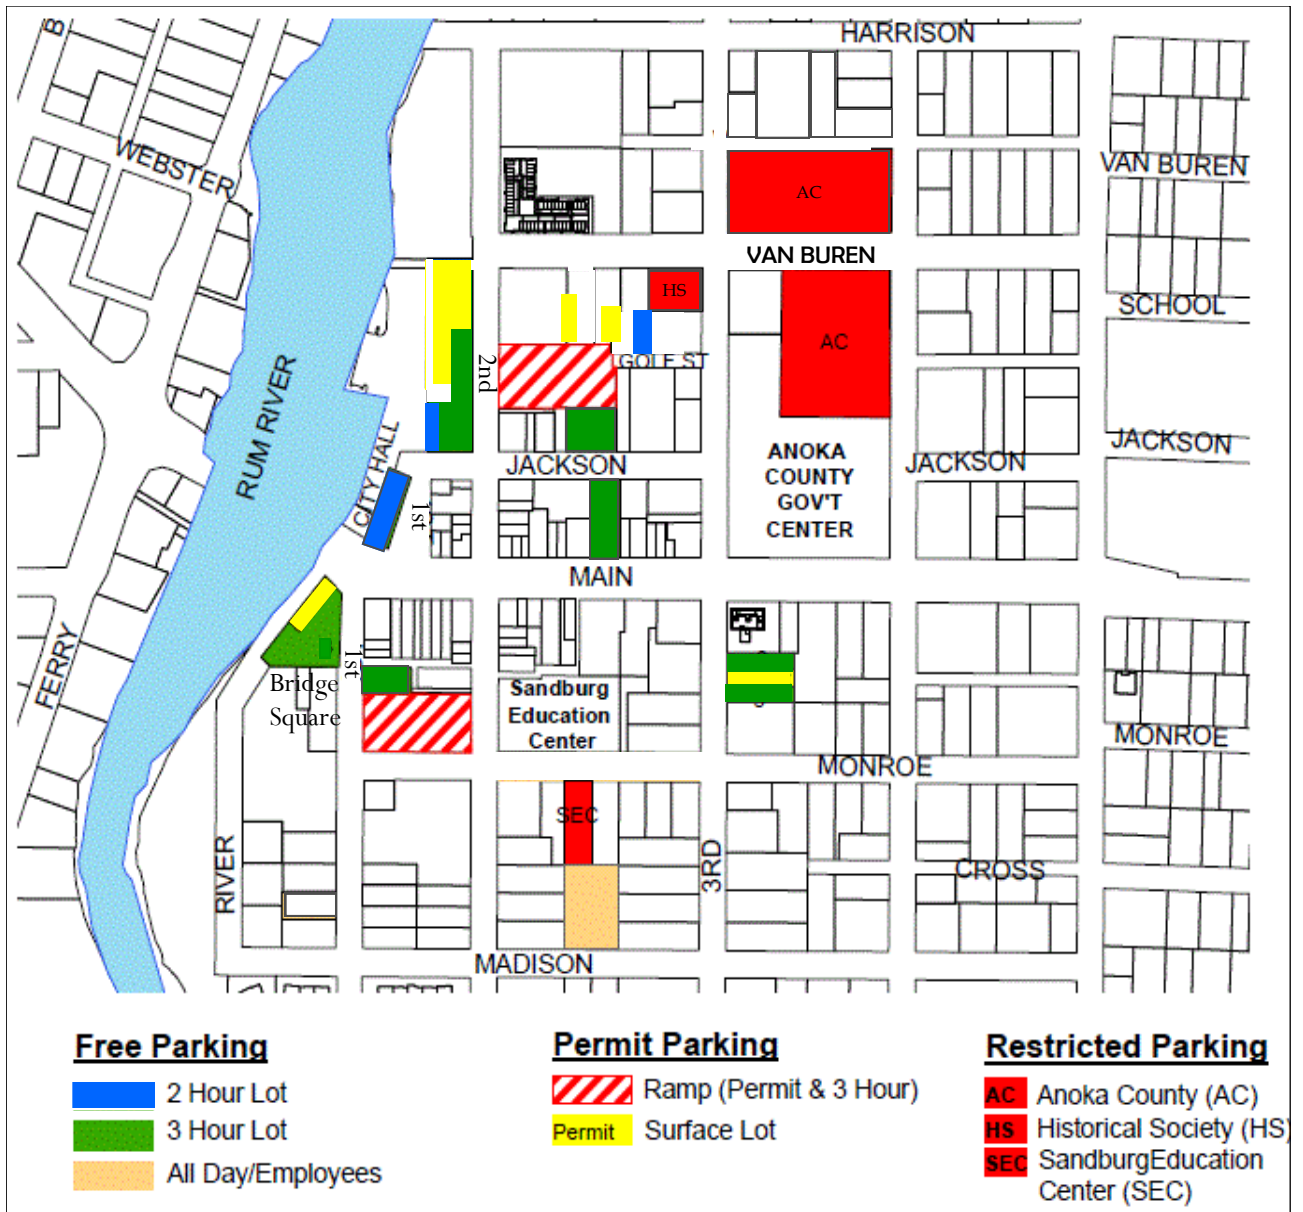 HARRISON
B
WEBSTER
VAN BUREN
AC
VAN BUREN
HS
SCHOOL
AC
2nd
GOLF ST
RUM RIVER
JACKSON
CITY HALL
JACKSON
JACKSON
ANOKA
COUNTY
GOV'T
CENTER
1st
MAIN
FERRY
1st
Bridge
Square
Sandburg
Education
Center
MONROE
MONROE
SEC
3RD
RIVER
CROSS
MADISON
Free Parking
2 Hour Lot
3 Hour Lot
All Day/Employees
Permit Parking
Ramp (Permit & 3 Hour)
Permit Surface Lot
Restricted Parking
AC Anoka County (AC)
HS Historical Society (HS)
SEC SandburgEducation
Center (SEC)